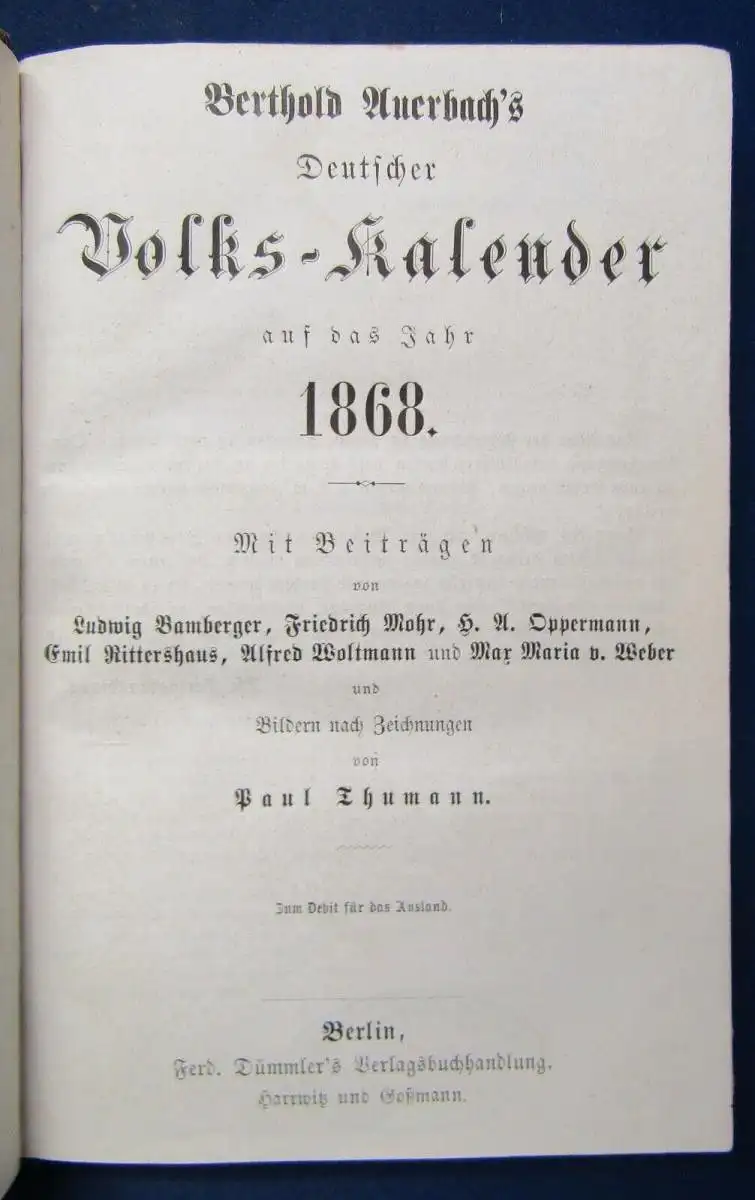 Berthold Auerbach's
Deutscher
Volks-Kalender
auf das Jahr
1868.
Mit Beiträgen
von
Ludwig Bamberger, Friedrich Mohr, H. A. Oppermann,
Emil Rittershaus, Alfred Woltmann und Max Maria v. Weber
und
Bildern nach Zeichnungen
von
Paul Thumann.
Zum Debit für das Ausland.
Berlin,
Ferd. Dümmler's Verlagsbuchhandlung.
Harrwitz und Goßmann.